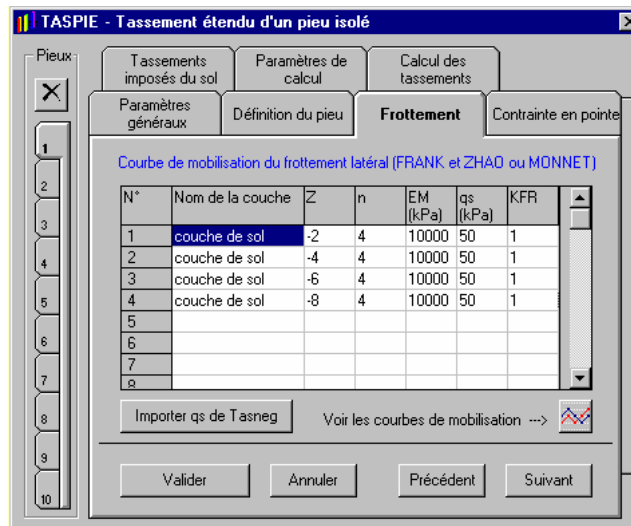 TASPIE - Tassement étendu d'un pieu isolé
Pieux
1
2
3
4
5
6
7
8
9
10
Tassements imposés du sol
Paramètres de calcul
Calcul des tassements
Paramètres généraux
Définition du pieu
Frottement
Contrainte en pointe
Courbe de mobilisation du frottement latéral (FRANK et ZHAO ou MONNET)
N° Nom de la couche Z n EM (kPa) qs (kPa) KFR
1 couche de sol -2 4 10000 50 1
2 couche de sol -4 4 10000 50 1
3 couche de sol -6 4 10000 50 1
4 couche de sol -8 4 10000 50 1
5
6
7
8
Importer qs de Tasneg
Voir les courbes de mobilisation --->
Valider
Annuler
Précédent
Suivant